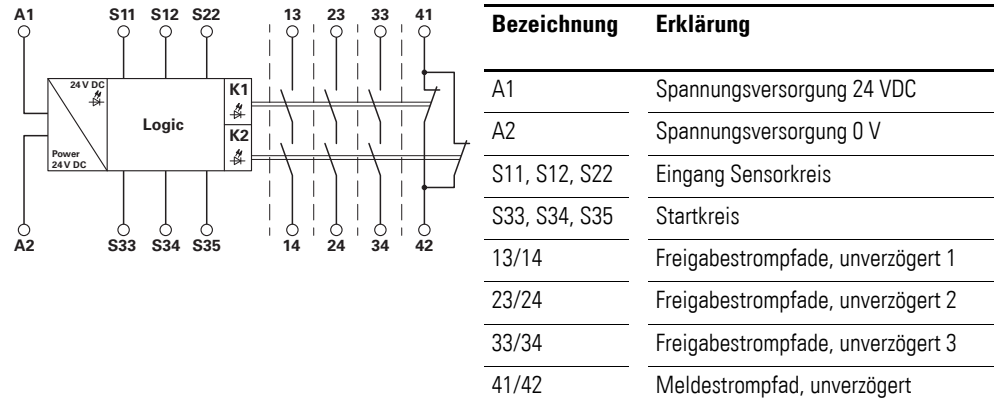 A1 S11 S12 S22 13 23 33 41
24 V DC
K1
Logic
K2
Power
24 V DC
A2 S33 S34 S35 14 24 34 42
Bezeichnung Erklärung
A1 Spannungsversorgung 24 VDC
A2 Spannungsversorgung 0 V
S11, S12, S22 Eingang Sensorkreis
S33, S34, S35 Startkreis
13/14 Freigabestrompfade, unverzögert 1
23/24 Freigabestrompfade, unverzögert 2
33/34 Freigabestrompfade, unverzögert 3
41/42 Meldestrompfad, unverzögert